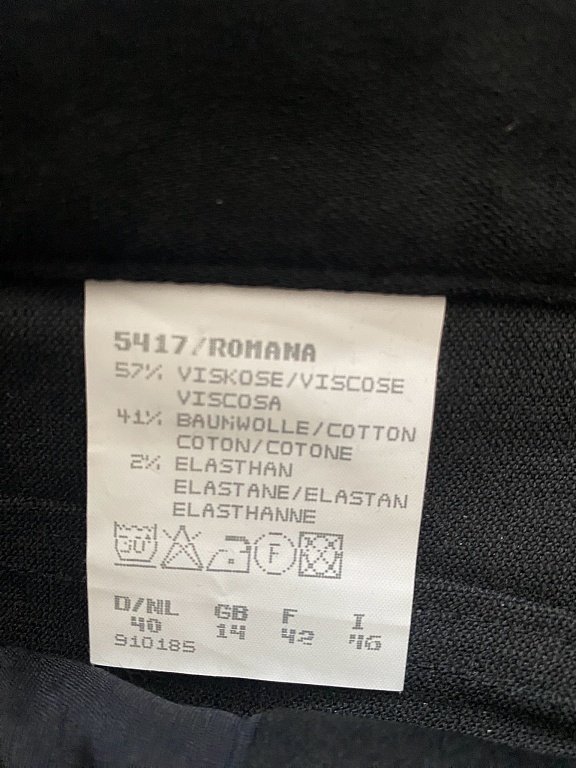 5417/ROMANA
57% VISKOSE/VISCOSE
VISCOSA
41% BAUMWOLLE/COTTON
COTON/COTONE
2% ELASTHAN
ELASTANE/ELASTAN
ELASTHANNE
30° F
D/NL GB F I
40 14 42 46
910185